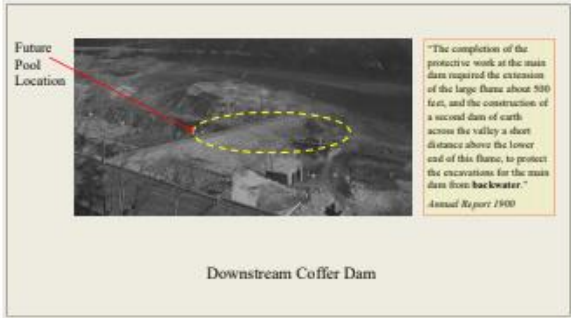 Future
Pool
Location
"The completion of the
protective work at the main
dam required the extension
of the large flume about 500
feet, and the construction of
a second dam of earth
across the valley a short
distance above the lower
end of this flume, to protect
the excavations for the main
dam from backwater."
Annual Report 1900
Downstream Coffer Dam